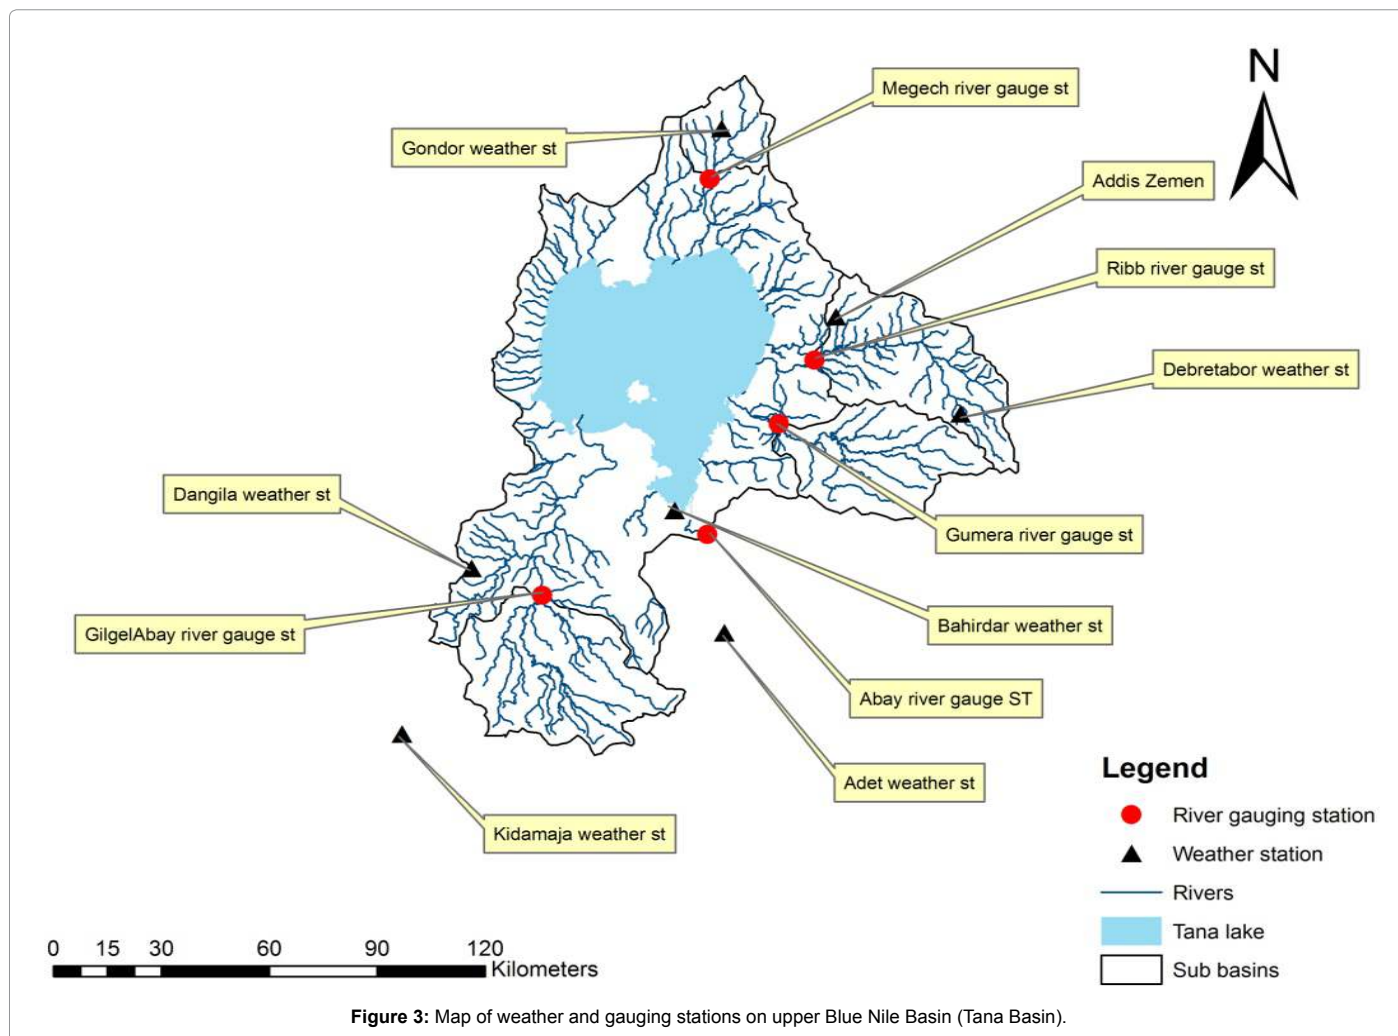 N
Megech river gauge st
Gondor weather st
Addis Zemen
Ribb river gauge st
Debretabor weather st
Dangila weather st
Gumera river gauge st
GilgelAbay river gauge st
Bahirdar weather st
Abay river gauge ST
Adet weather st
Kidamaja weather st
Legend
River gauging station
Weather station
Rivers
Tana lake
Sub basins
0 15 30 60 90 120
Kilometers
Figure 3: Map of weather and gauging stations on upper Blue Nile Basin (Tana Basin).